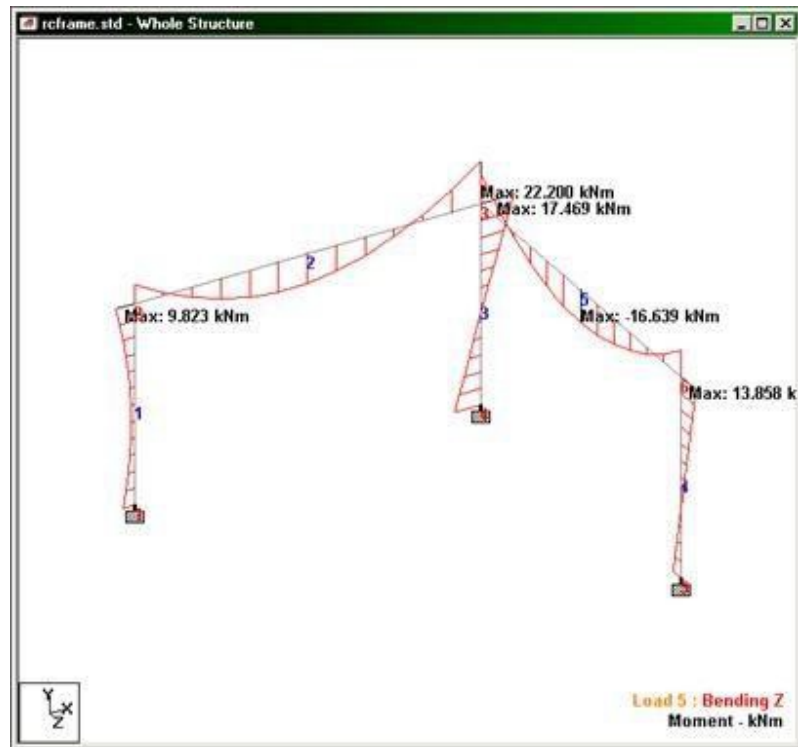 rcframe.std - Whole Structure
Max: 22.200 kNm
3
Max: 17.469 kNm
2
5
Max: 9.823 kNm
3
Max: -16.639 kNm
Max: 13.858 k
1
4
Y
X
Z
Load 5 : Bending Z
Moment - kNm